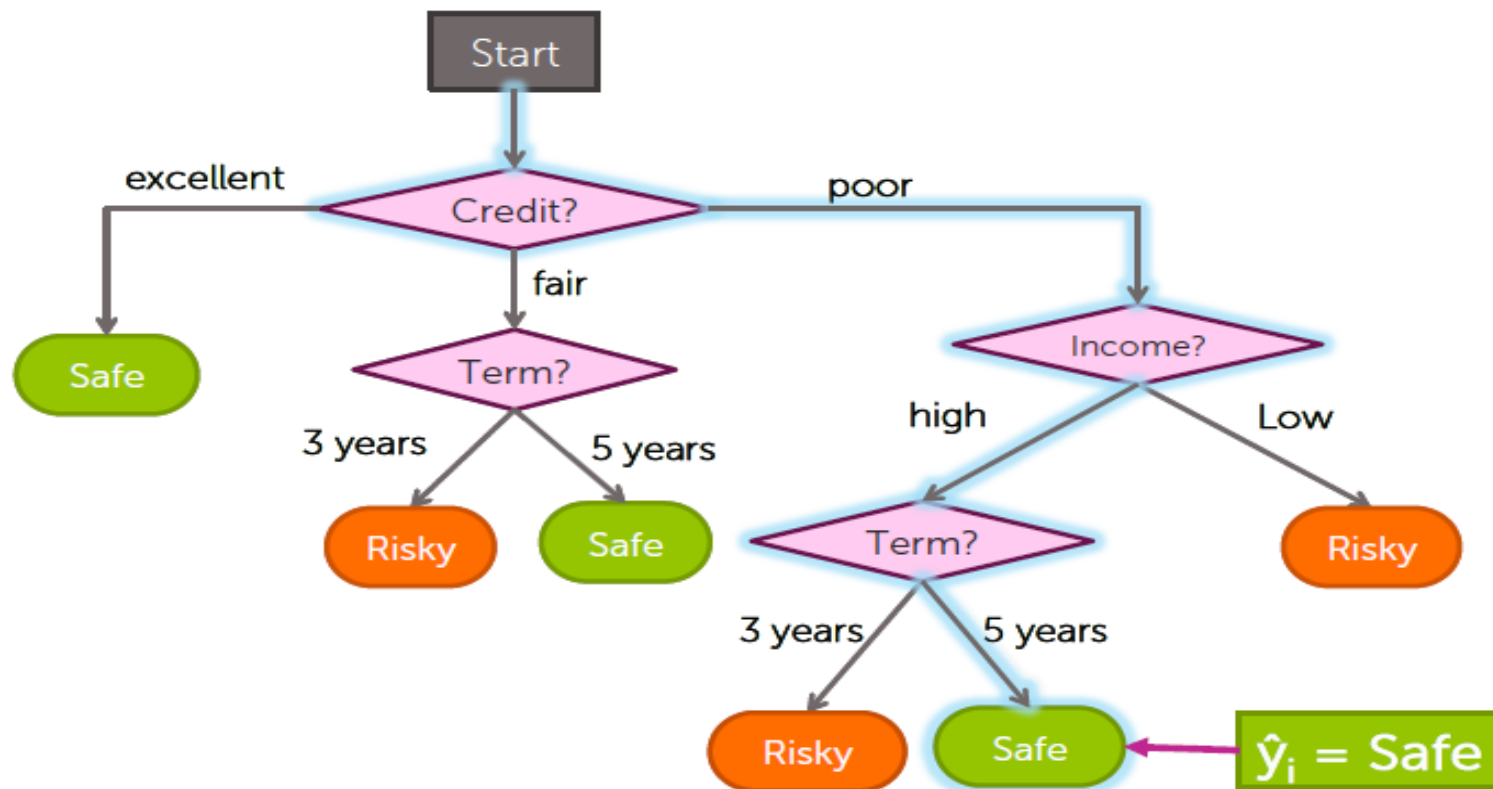 Start
excellent
Credit?
poor
fair
Safe
Term?
Income?
3 years
5 years
high
Low
Risky
Safe
Term?
Risky
3 years
5 years
Risky
Safe
ŷi = Safe